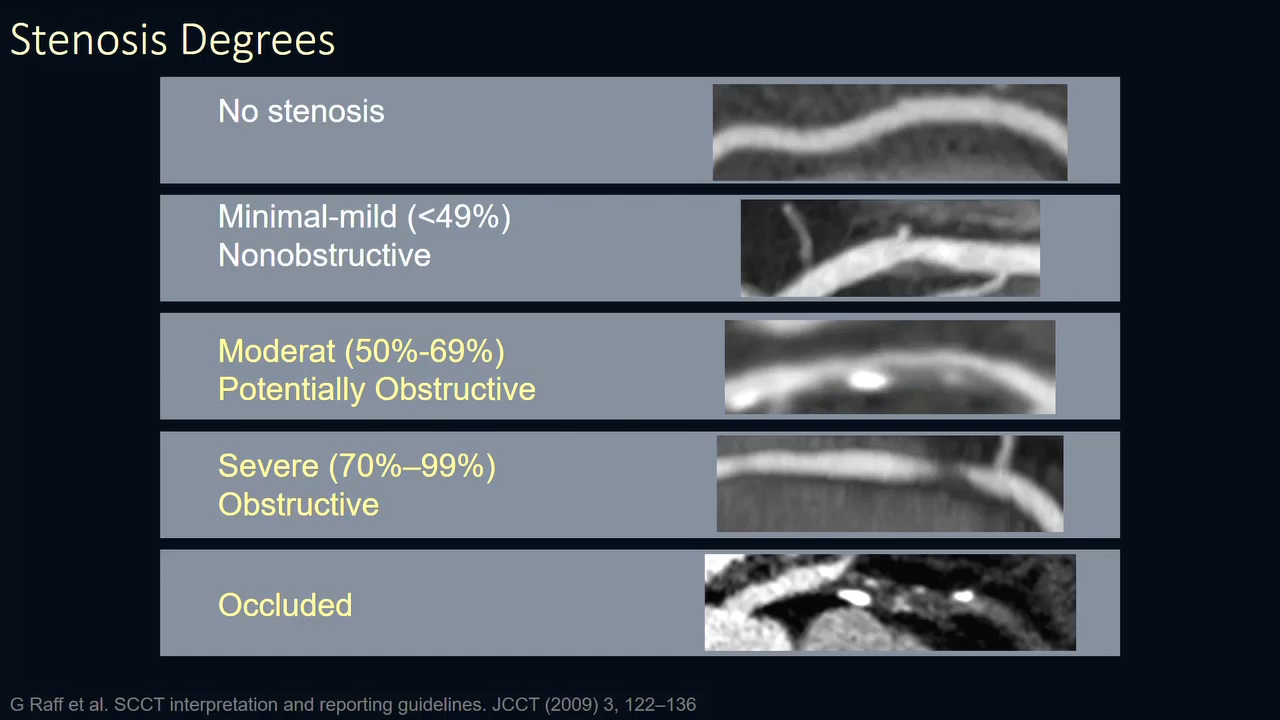 Stenosis Degrees
No stenosis
Minimal-mild (<49%)
Nonobstructive
Moderat (50%-69%)
Potentially Obstructive
Severe (70%–99%)
Obstructive
Occluded
G Raff et al. SCCT interpretation and reporting guidelines. JCCT (2009) 3, 122–136